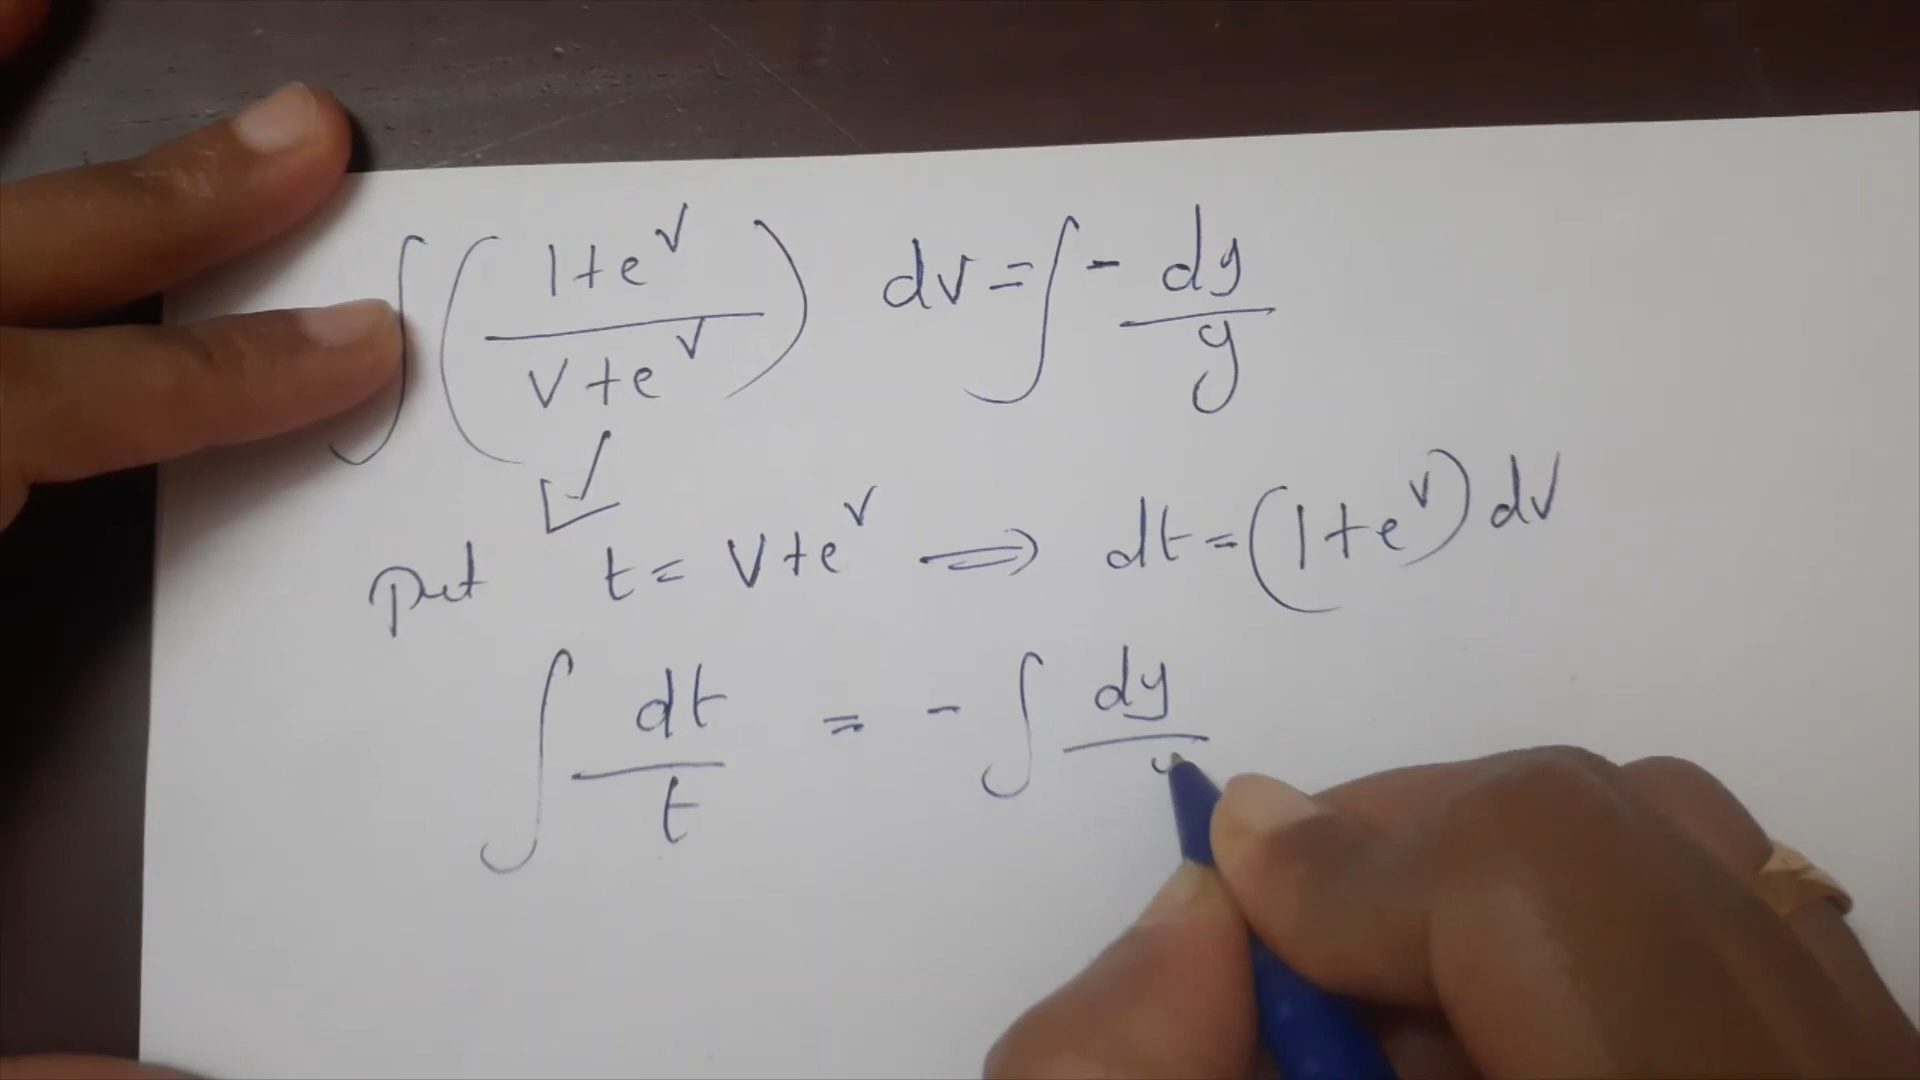 ∫ ( (1+e^v) / (v+e^v) ) dv = ∫ - dy/y
put t = v+e^v ⟹ dt = (1+e^v) dv
∫ dt/t = - ∫ dy/y